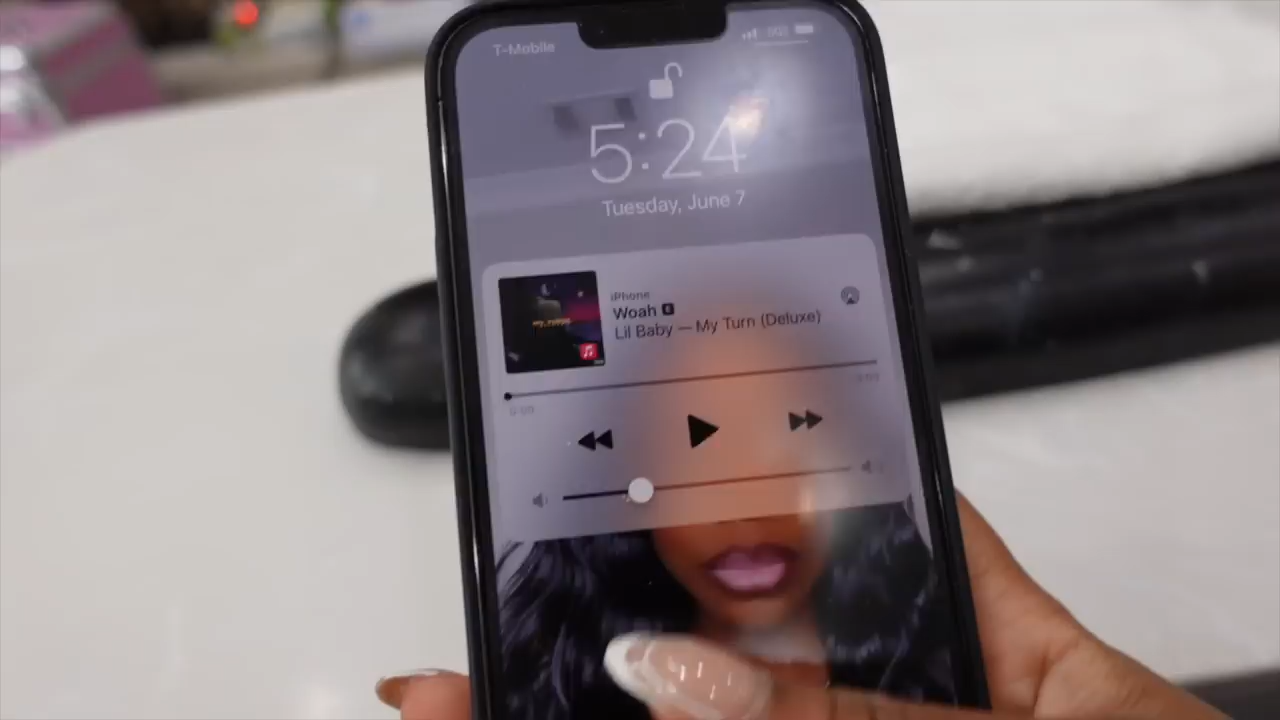 T-Mobile
5:24
Tuesday, June 7
iPhone
Woah E
Lil Baby — My Turn (Deluxe)